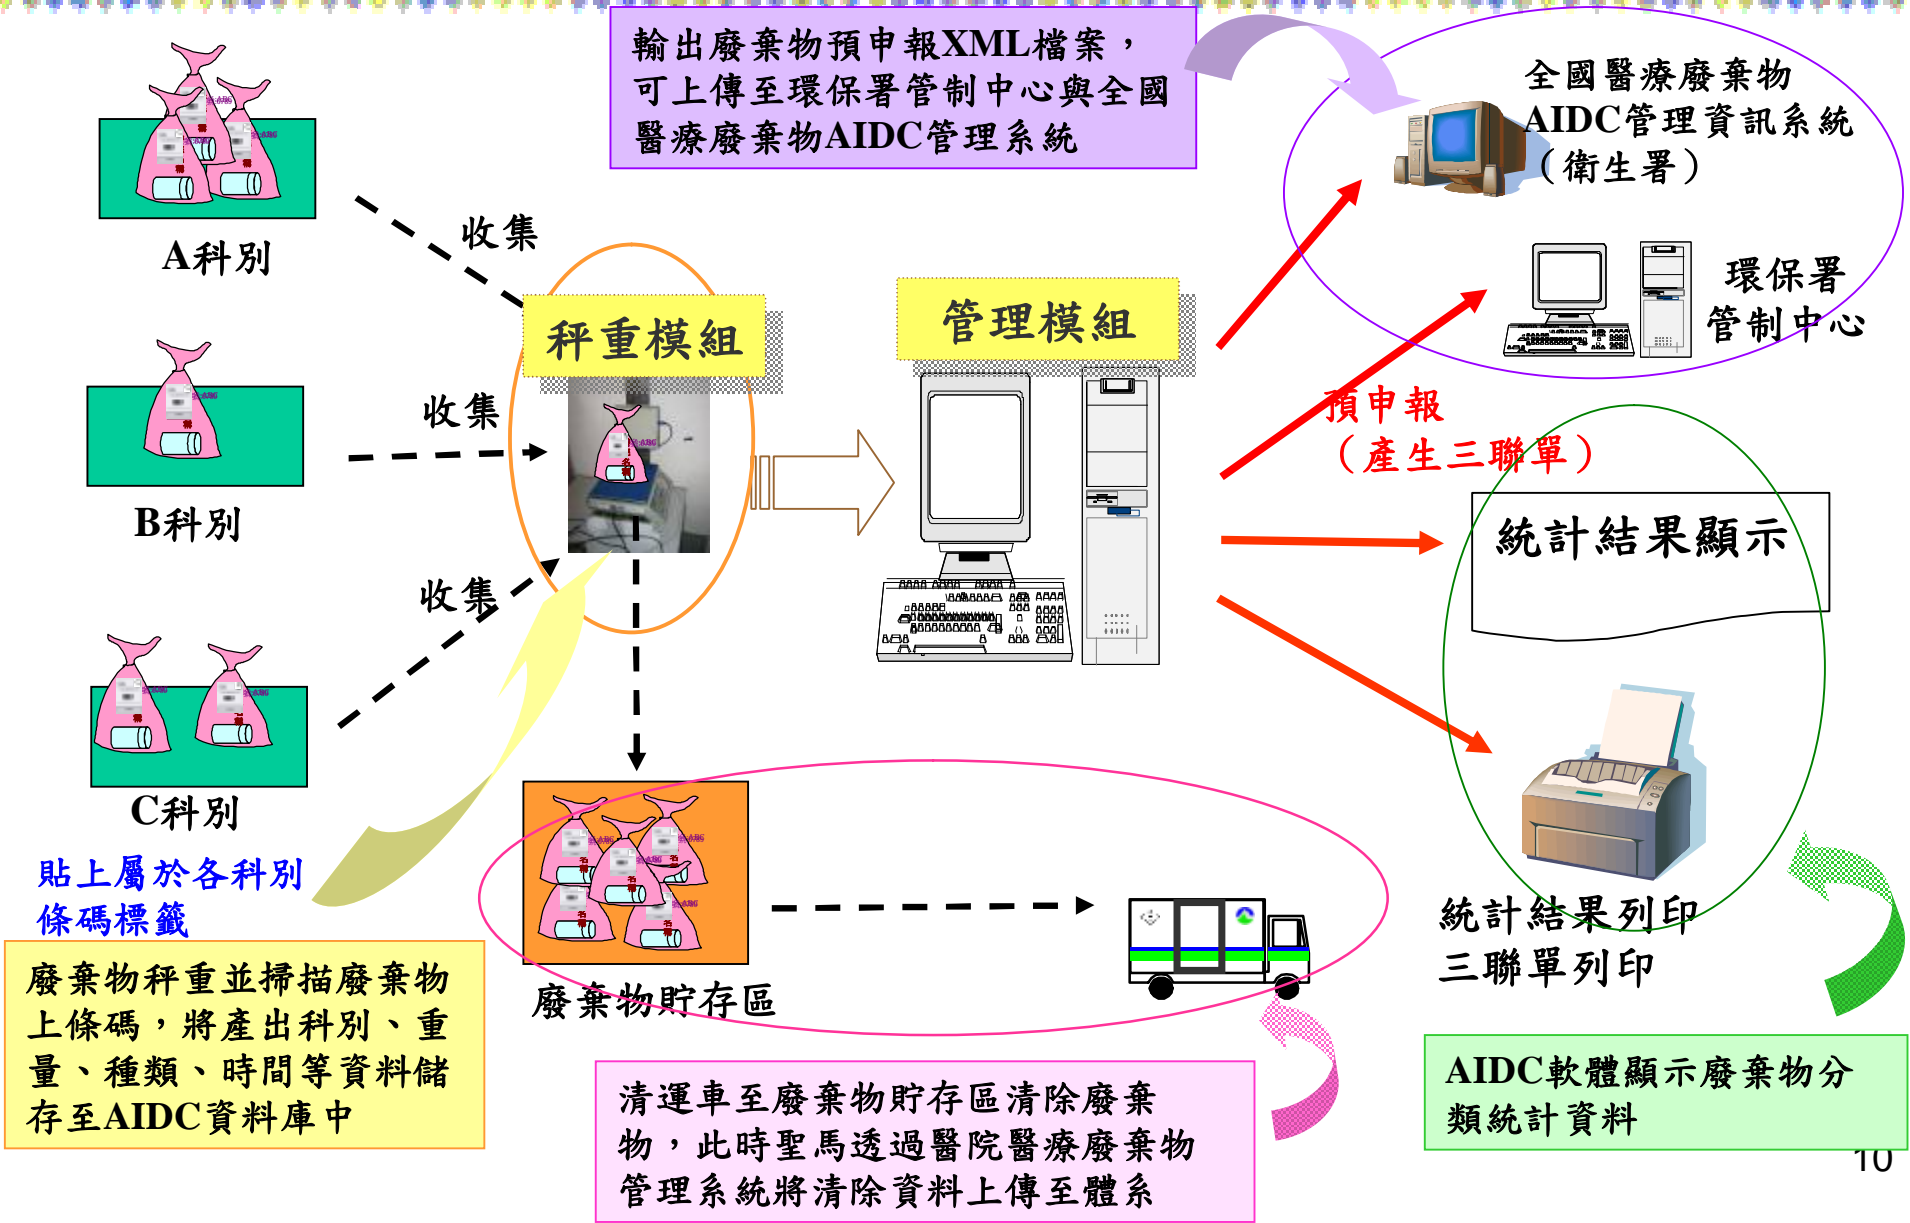 輸出廢棄物預申報XML檔案，
可上傳至環保署管制中心與全國
醫療廢棄物AIDC管理系統
全國醫療廢棄物
AIDC管理資訊系統
（衛生署）
環保署
管制中心
A科別
收集
秤重模組
管理模組
B科別
收集
預申報
（產生三聯單）
統計結果顯示
收集
C科別
貼上屬於各科別
條碼標籤
廢棄物秤重並掃描廢棄物
上條碼，將產出科別、重
量、種類、時間等資料儲
存至AIDC資料庫中
廢棄物貯存區
統計結果列印
三聯單列印
清運車至廢棄物貯存區清除廢棄
物，此時聖馬透過醫院醫療廢棄物
管理系統將清除資料上傳至體系
AIDC軟體顯示廢棄物分
類統計資料
10